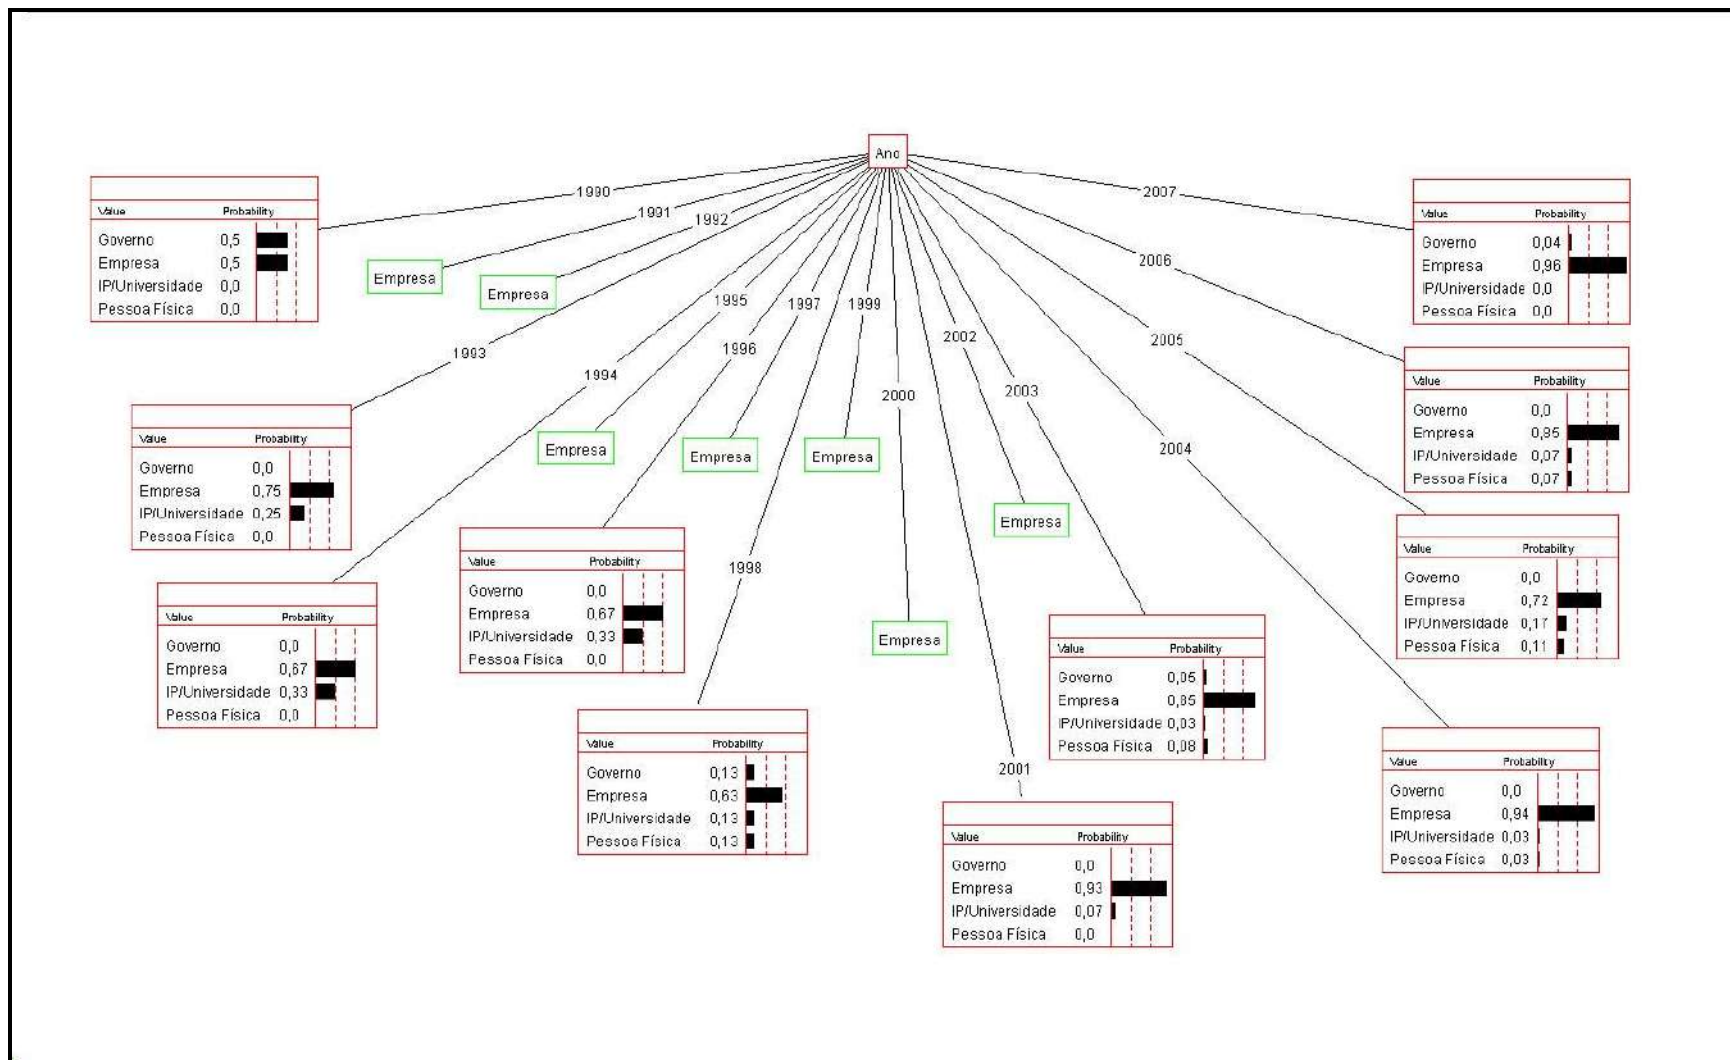 Ano
1990
1991
1992
1993
1994
1995
1996
1997
1998
1999
2000
2001
2002
2003
2004
2005
2006
2007
Value Probability
Governo 0,5
Empresa 0,5
IP/Universidade 0,0
Pessoa Física 0,0
Empresa
Empresa
Value Probability
Governo 0,0
Empresa 0,75
IP/Universidade 0,25
Pessoa Física 0,0
Value Probability
Governo 0,0
Empresa 0,67
IP/Universidade 0,33
Pessoa Física 0,0
Empresa
Value Probability
Governo 0,0
Empresa 0,67
IP/Universidade 0,33
Pessoa Física 0,0
Empresa
Value Probability
Governo 0,13
Empresa 0,63
IP/Universidade 0,13
Pessoa Física 0,13
Empresa
Empresa
Value Probability
Governo 0,0
Empresa 0,93
IP/Universidade 0,07
Pessoa Física 0,0
Empresa
Value Probability
Governo 0,05
Empresa 0,85
IP/Universidade 0,03
Pessoa Física 0,08
Value Probability
Governo 0,0
Empresa 0,94
IP/Universidade 0,03
Pessoa Física 0,03
Value Probability
Governo 0,0
Empresa 0,72
IP/Universidade 0,17
Pessoa Física 0,11
Value Probability
Governo 0,0
Empresa 0,85
IP/Universidade 0,07
Pessoa Física 0,07
Value Probability
Governo 0,04
Empresa 0,96
IP/Universidade 0,0
Pessoa Física 0,0